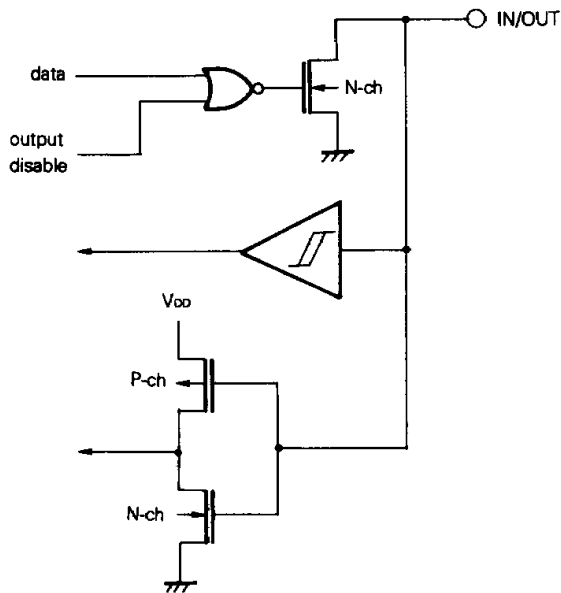 IN/OUT
data
N-ch
output
disable
VDD
P-ch
N-ch